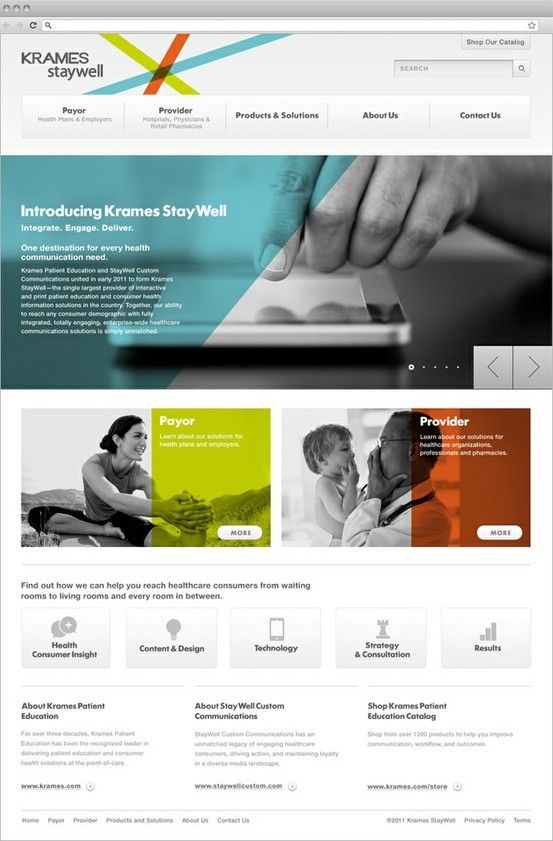 Shop Our Catalog
KRAMES
staywell
SEARCH
Payor
Health Plans & Employers
Provider
Hospitals, Physicians &
Retail Pharmacies
Products & Solutions
About Us
Contact Us
Introducing Krames StayWell
Integrate. Engage. Deliver.
One destination for every health
communication need.
Krames Patient Education and StayWell Custom
Communications united in early 2011 to form Krames
StayWell—the single largest provider of interactive
and print patient education and consumer health
information solutions in the country. Together, our ability
to reach any consumer demographic with fully
integrated, totally engaging, enterprise-wide healthcare
communications solutions is simply unmatched.
Payor
Learn about our solutions for
health plans and employers.
MORE
Provider
Learn about our solutions for
healthcare organizations,
professionals and pharmacies.
MORE
Find out how we can help you reach healthcare consumers from waiting
rooms to living rooms and every room in between.
Health
Consumer Insight
Content & Design
Technology
Strategy
& Consultation
Results
About Krames Patient
Education
For over three decades, Krames Patient
Education has been the recognized leader in
delivering patient education and consumer
health solutions at the point-of-care.
www.krames.com
About StayWell Custom
Communications
StayWell Custom Communications has an
unmatched legacy of engaging healthcare
consumers, driving action, and maintaining loyalty
in a diverse media landscape.
www.staywellcustom.com
Shop Krames Patient
Education Catalog
Shop from over 1200 products to help you improve
communication, workflow, and outcomes.
www.krames.com/store
Home Payor Provider Products and Solutions About Us Contact Us
©2011 Krames StayWell Privacy Policy Terms